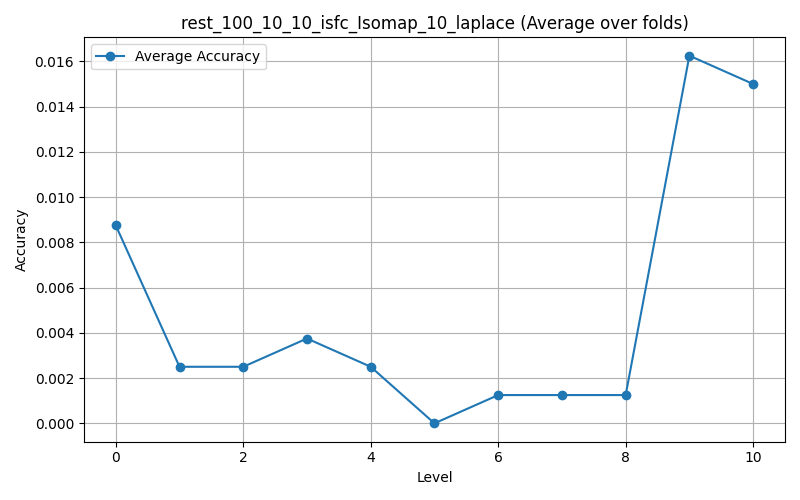 rest_100_10_10_isfc_Isomap_10_laplace (Average over folds)
Average Accuracy
0.016
0.014
0.012
0.010
0.008
0.006
0.004
0.002
0.000
Accuracy
0 2 4 6 8 10
Level